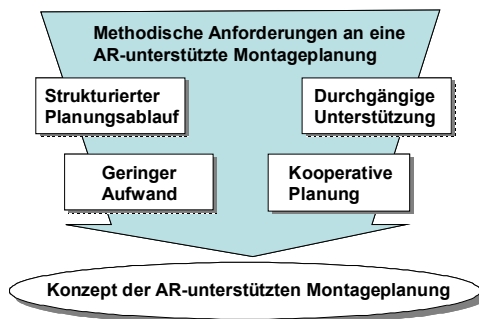 Methodische Anforderungen an eine
AR-unterstützte Montageplanung
Strukturierter
Planungsablauf
Durchgängige
Unterstützung
Geringer
Aufwand
Kooperative
Planung
Konzept der AR-unterstützten Montageplanung